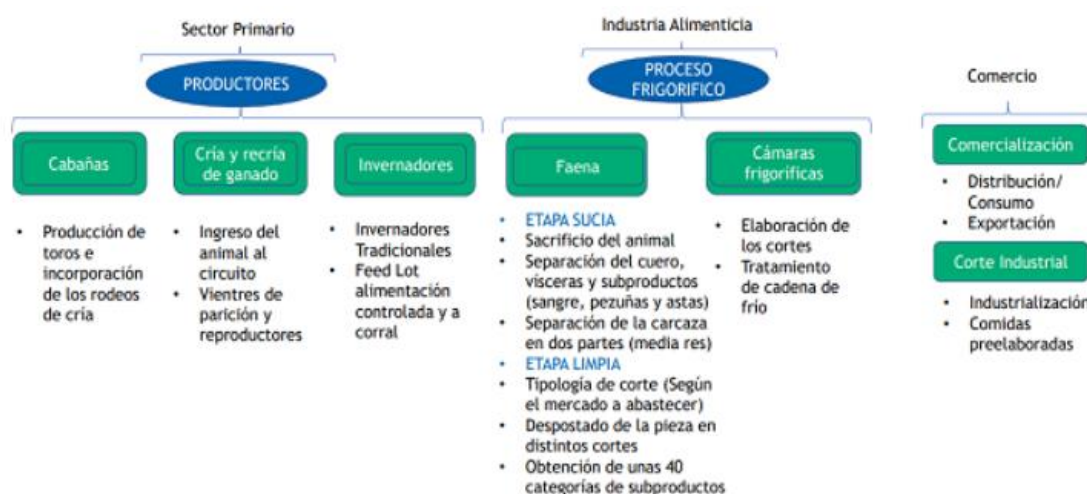 Sector Primario
PRODUCTORES
Cabañas
• Producción de
toros e
incorporación
de los rodeos
de cría
Cría y recría
de ganado
• Ingreso del
animal al
circuito
• Vientres de
parición y
reproductores
Invernadores
• Invernadores
Tradicionales
• Feed Lot
alimentación
controlada y a
corral
Industria Alimenticia
PROCESO
FRIGORIFICO
Faena
• ETAPA SUCIA
• Sacrificio del animal
• Separación del cuero,
vísceras y subproductos
(sangre, pezuñas y astas)
• Separación de la carcaza
en dos partes (media res)
• ETAPA LIMPIA
• Tipología de corte (Según
el mercado a abastecer)
• Despostado de la pieza en
distintos cortes
• Obtención de unas 40
categorías de subproductos
Cámaras
frigoríficas
• Elaboración de
los cortes
• Tratamiento
de cadena de
frío
Comercio
Comercialización
• Distribución/
Consumo
• Exportación
Corte Industrial
• Industrialización
• Comidas
preelaboradas